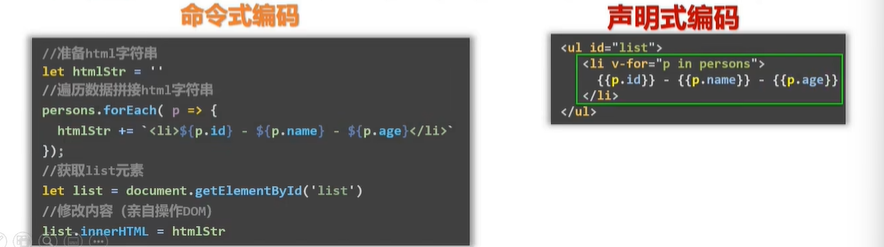 命令式编码
//准备html字符串
let htmlStr = ''
//遍历数据拼接html字符串
persons.forEach( p => {
htmlStr += `<li>${p.id} - ${p.name} - ${p.age}</li>`
});
//获取list元素
let list = document.getElementById('list')
//修改内容（亲自操作DOM）
list.innerHTML = htmlStr
声明式编码
<ul id="list">
<li v-for="p in persons">
{{p.id}} - {{p.name}} - {{p.age}}
</li>
</ul>